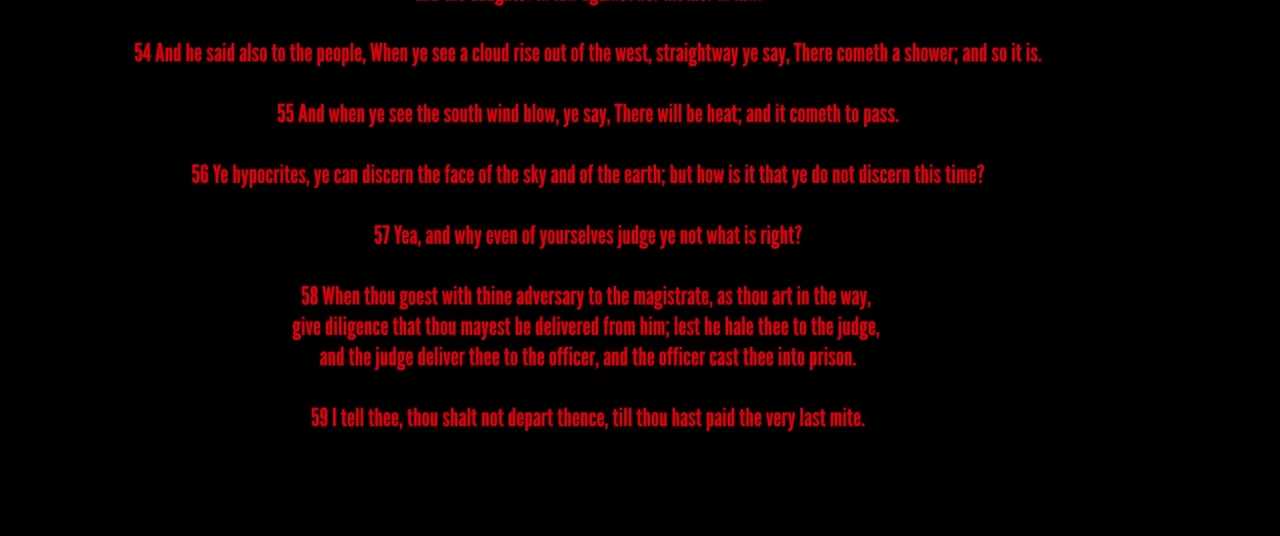 54 And he said also to the people, When ye see a cloud rise out of the west, straightway ye say, There cometh a shower; and so it is.
55 And when ye see the south wind blow, ye say, There will be heat; and it cometh to pass.
56 Ye hypocrites, ye can discern the face of the sky and of the earth; but how is it that ye do not discern this time?
57 Yea, and why even of yourselves judge ye not what is right?
58 When thou goest with thine adversary to the magistrate, as thou art in the way,
give diligence that thou mayest be delivered from him; lest he hale thee to the judge,
and the judge deliver thee to the officer, and the officer cast thee into prison.
59 I tell thee, thou shalt not depart thence, till thou hast paid the very last mite.